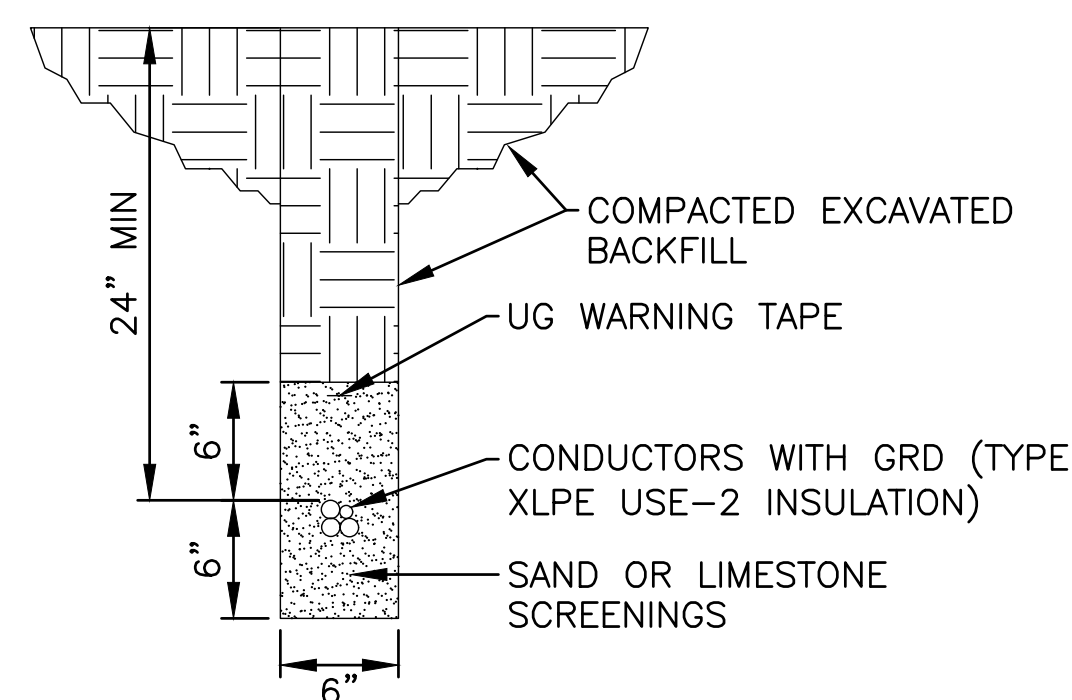 24” MIN
COMPACTED EXCAVATED
BACKFILL
UG WARNING TAPE
6”
CONDUCTORS WITH GRD (TYPE
XLPE USE-2 INSULATION)
6”
SAND OR LIMESTONE
SCREENINGS
6”